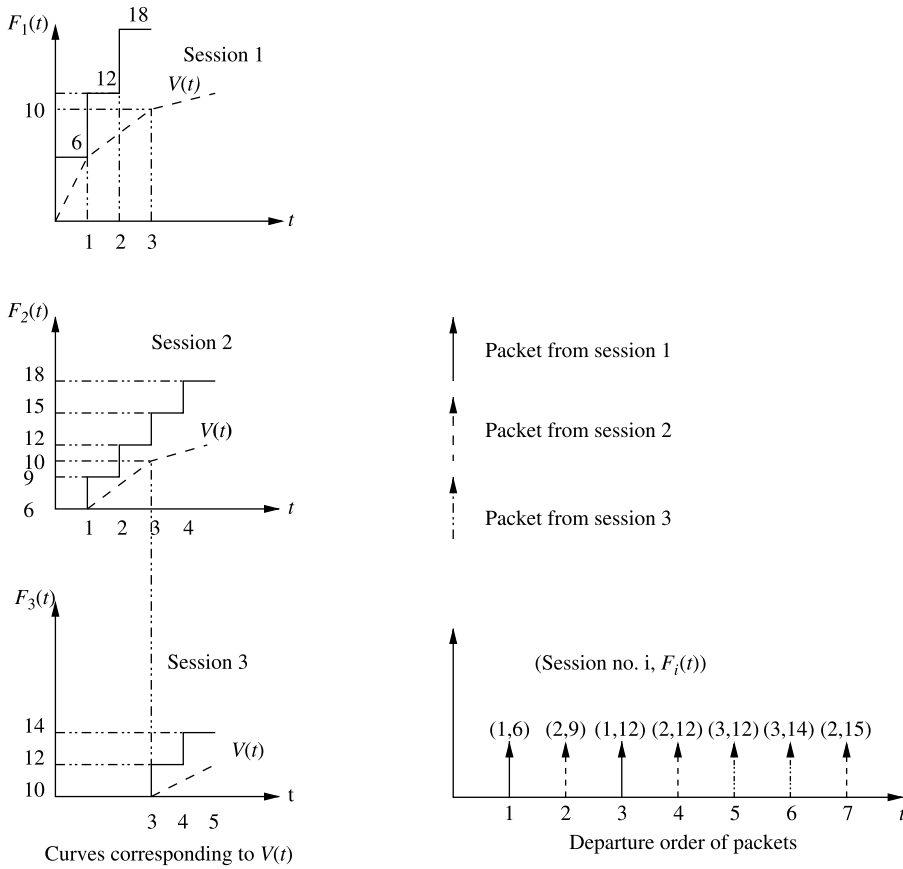 F1(t)
18
Session 1
12
V(t)
10
6
t
1 2 3
F2(t)
Session 2
18
15
V(t)
12
10
9
6
t
1 2 3 4
Packet from session 1
Packet from session 2
Packet from session 3
F3(t)
Session 3
14
V(t)
12
10
t
3 4 5
Curves corresponding to V(t)
(Session no. i, Fi(t))
(1,6) (2,9) (1,12) (2,12) (3,12) (3,14) (2,15)
t
1 2 3 4 5 6 7
Departure order of packets